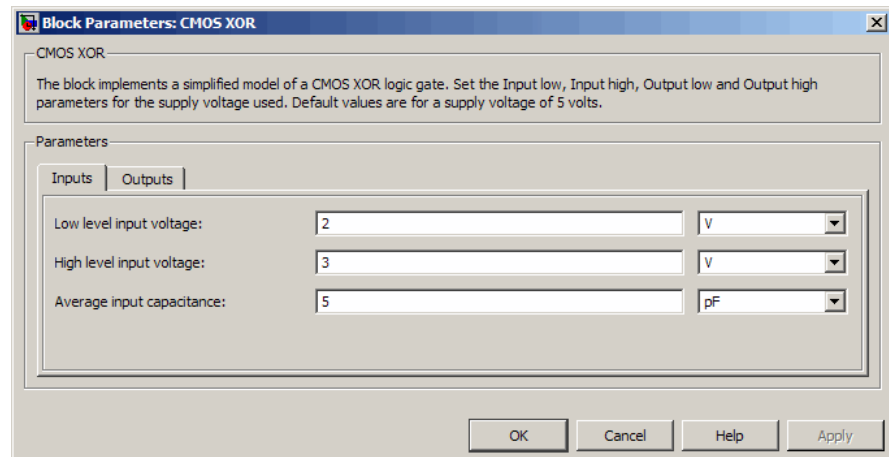 Block Parameters: CMOS XOR
CMOS XOR
The block implements a simplified model of a CMOS XOR logic gate. Set the Input low, Input high, Output low and Output high
parameters for the supply voltage used. Default values are for a supply voltage of 5 volts.
Parameters
Inputs Outputs
Low level input voltage: 2 V
High level input voltage: 3 V
Average input capacitance: 5 pF
OK Cancel Help Apply